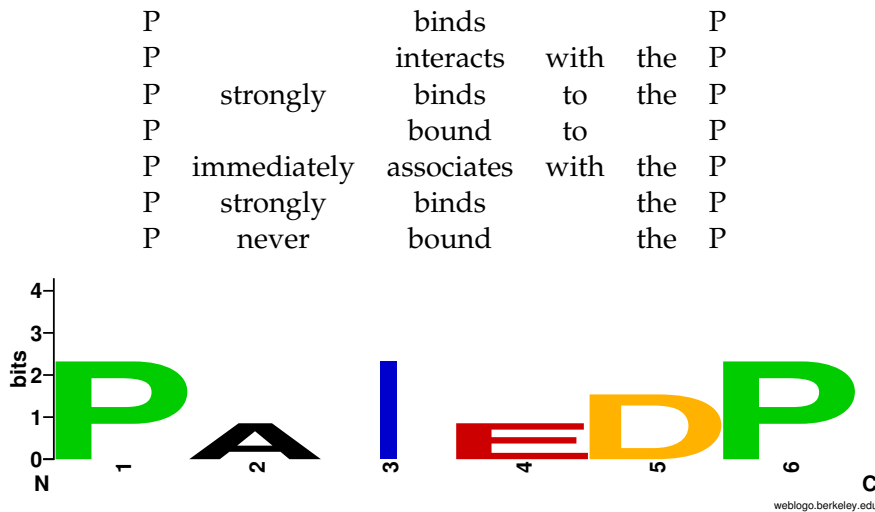 P binds P
P interacts with the P
P strongly binds to the P
P bound to P
P immediately associates with the P
P strongly binds the P
P never bound the P
4
3
2
1
0
bits
P A I E D P
1 2 3 4 5 6
N C
weblogo.berkeley.edu